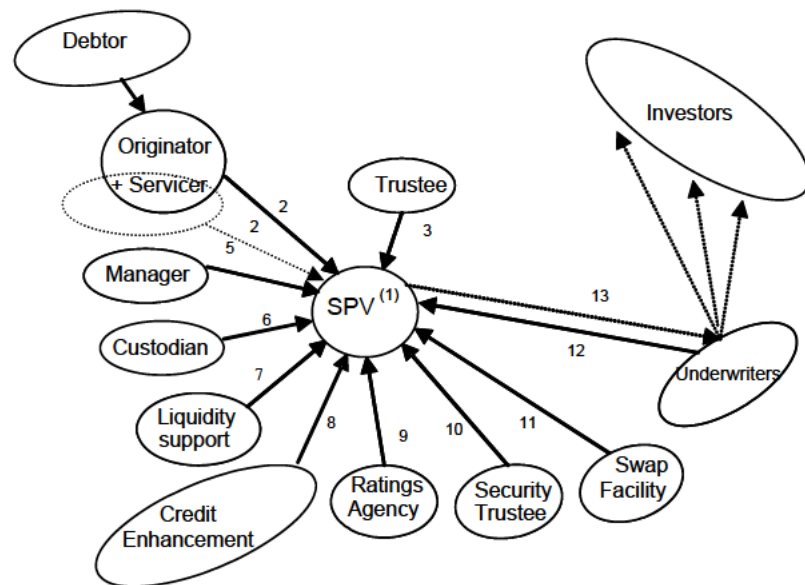 Debtor
Investors
Originator
+ Servicer
2
Trustee
2
3
5
Manager
SPV (1)
13
6
Custodian
12
Underwriters
7
Liquidity
support
8
9
10
11
Ratings
Agency
Security
Trustee
Swap
Facility
Credit
Enhancement